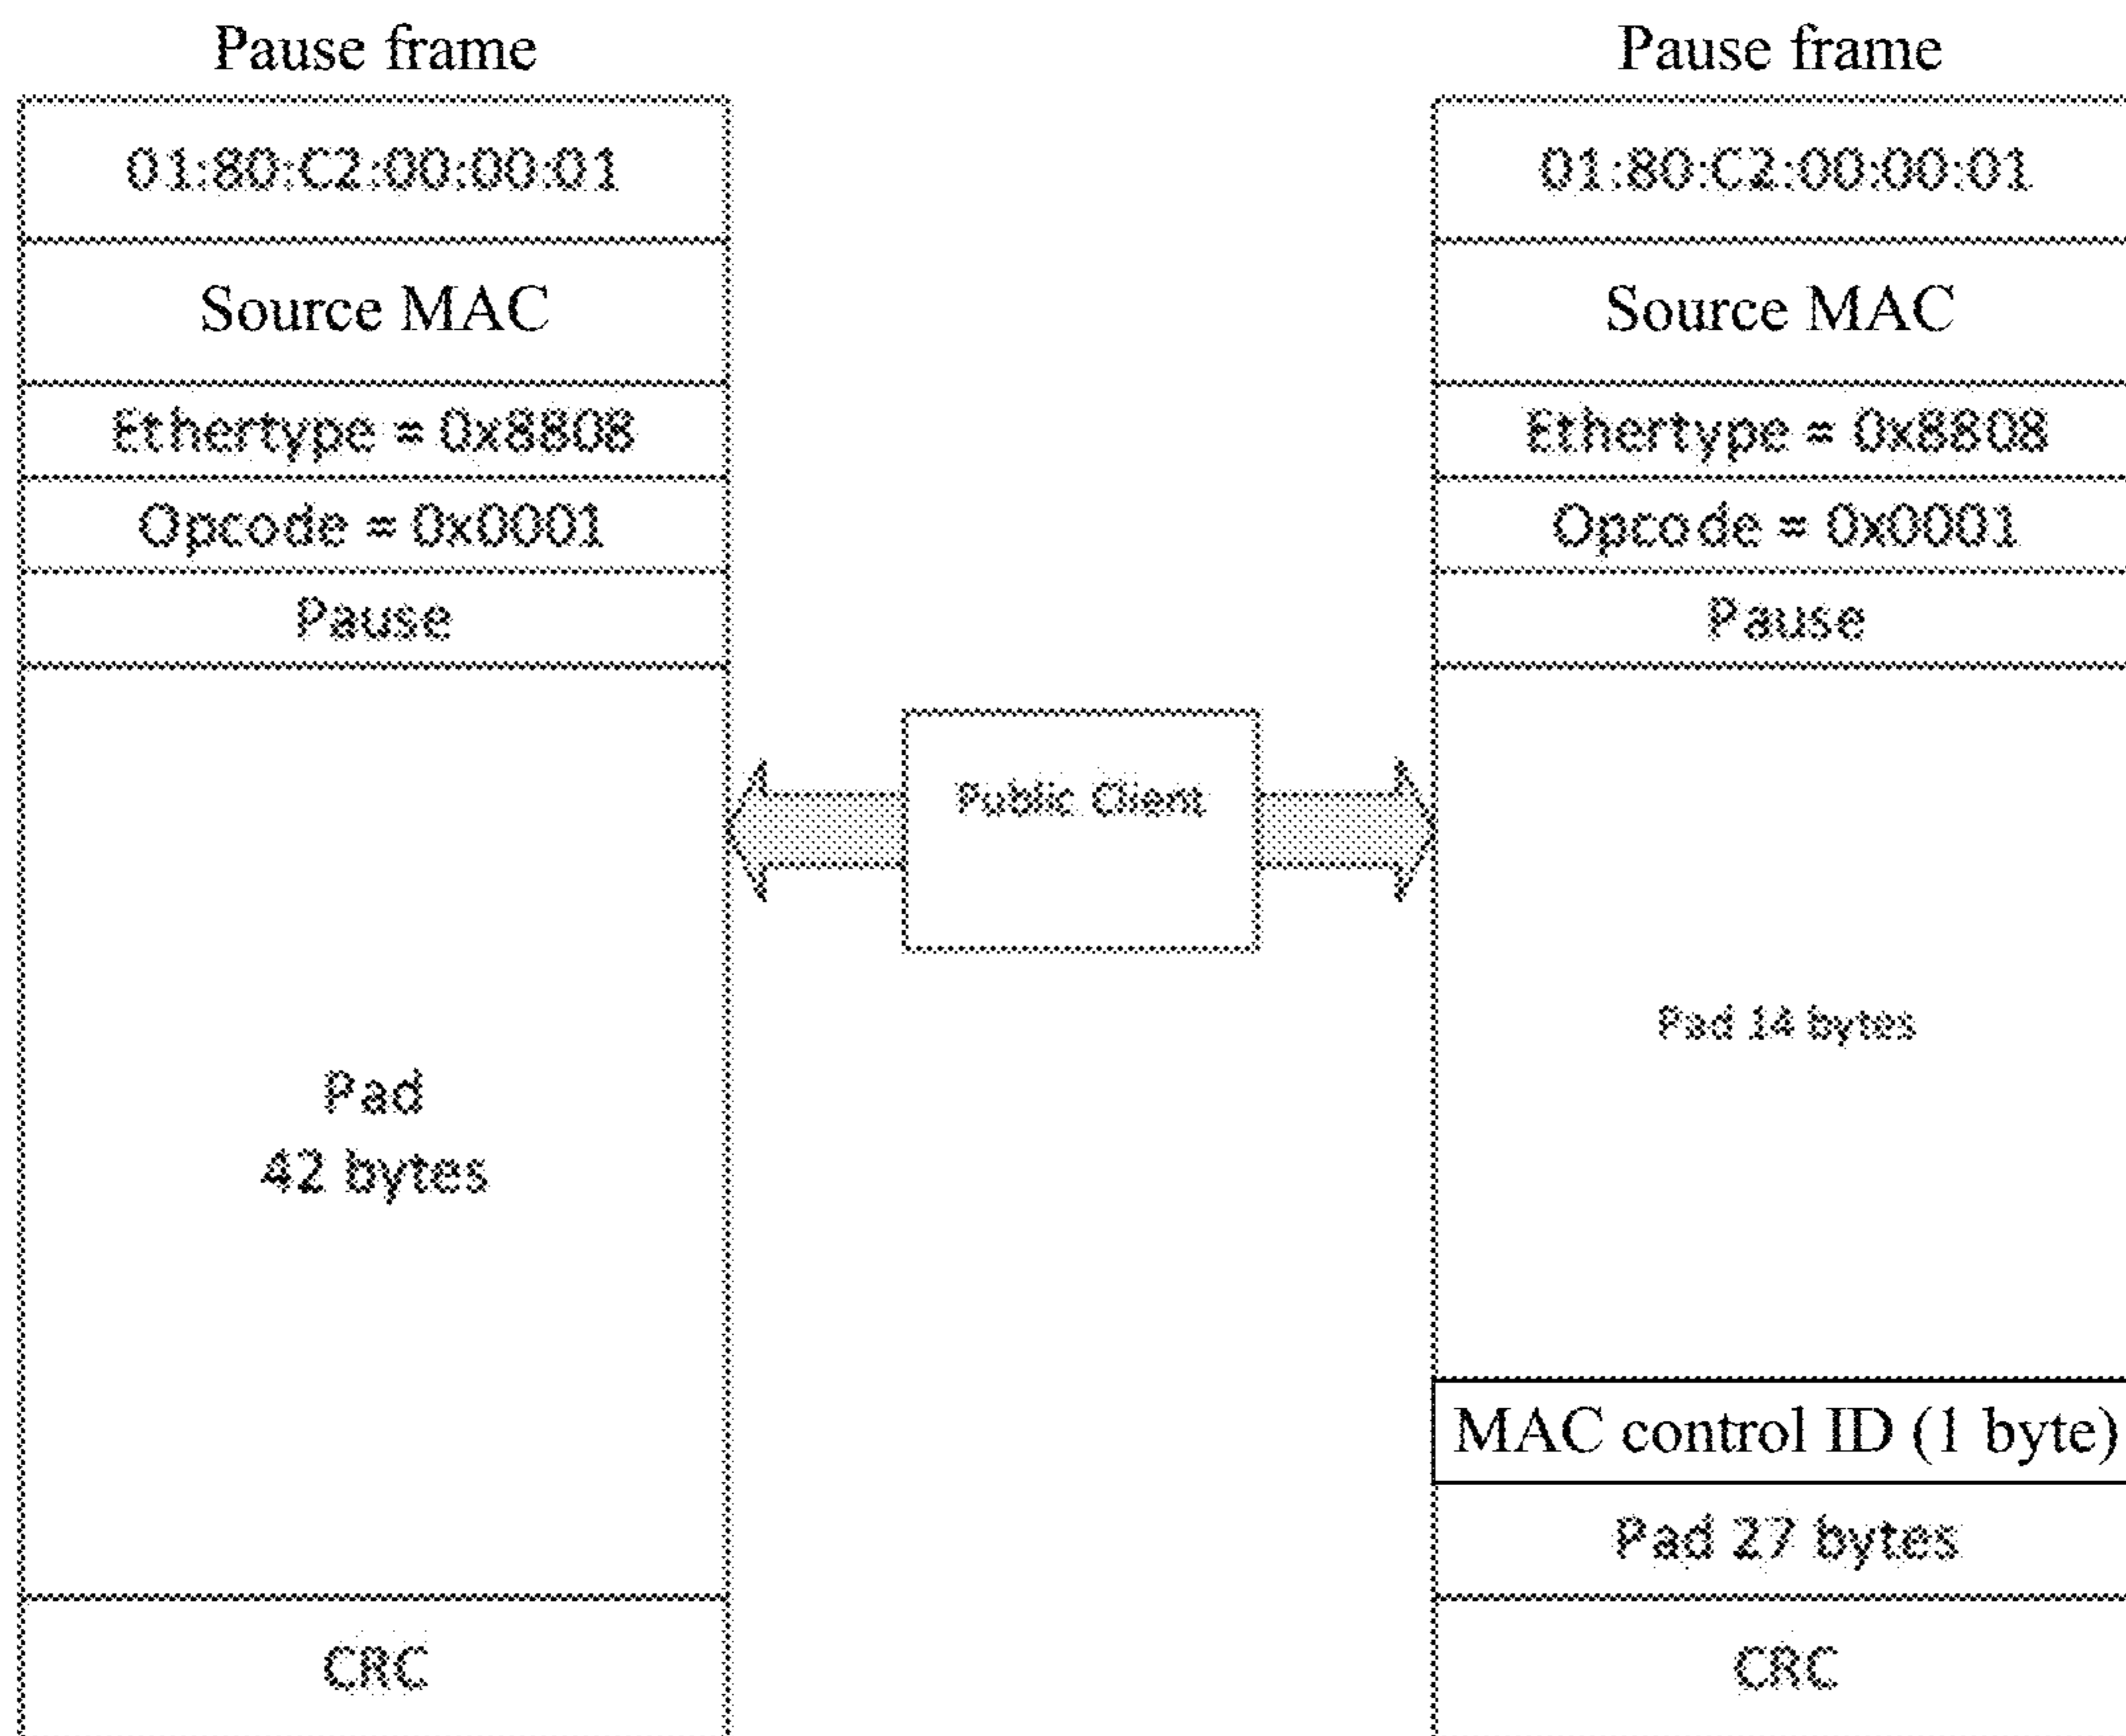 Pause frame
01:80:C2:00:00:01
Source MAC
Ethertype = 0x8808
Opcode = 0x0001
Pause
Pad
42 bytes
CRC
Public Client
Pause frame
01:80:C2:00:00:01
Source MAC
Ethertype = 0x8808
Opcode = 0x0001
Pause
Pad 14 bytes
MAC control ID (1 byte)
Pad 27 bytes
CRC